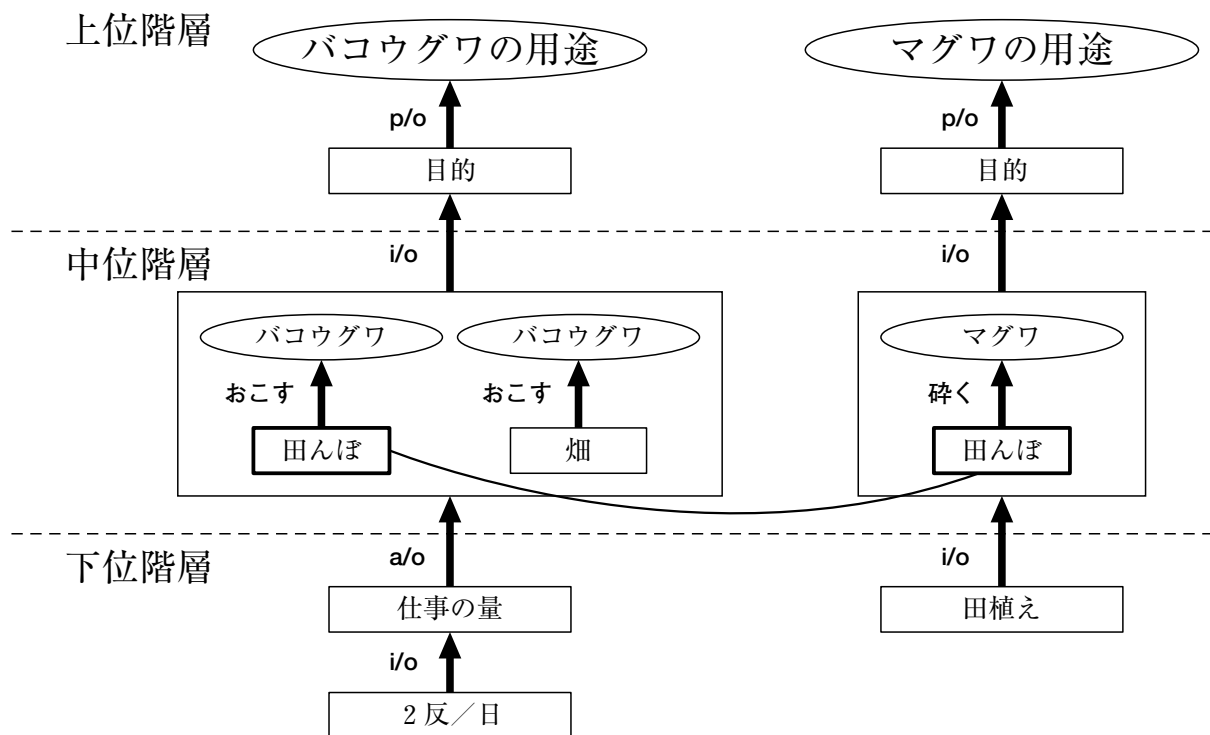 上位階層
バコウグワの用途
マグワの用途
p/o
p/o
目的
目的
中位階層
i/o
i/o
バコウグワ
バコウグワ
マグワ
おこす
おこす
砕く
田んぼ
畑
田んぼ
下位階層
a/o
i/o
仕事の量
田植え
i/o
2反/日